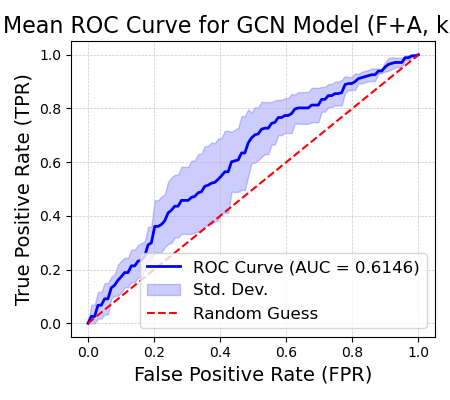 Mean ROC Curve for GCN Model (F+A, k
1.0
0.8
0.6
0.4
0.2
0.0
True Positive Rate (TPR)
ROC Curve (AUC = 0.6146)
Std. Dev.
Random Guess
0.0 0.2 0.4 0.6 0.8 1.0
False Positive Rate (FPR)